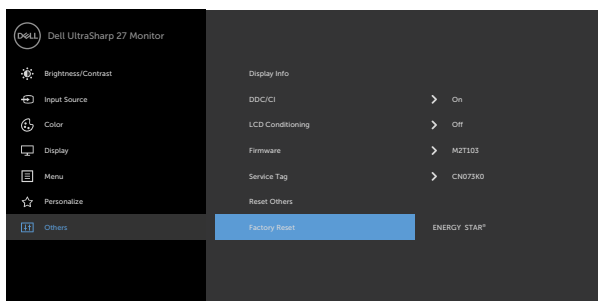 DELL Dell UltraSharp 27 Monitor
Brightness/Contrast Display Info
Input Source DDC/CI On
Color LCD Conditioning Off
Display Firmware M2T103
Menu Service Tag CN073K0
Personalize Reset Others
Others Factory Reset ENERGY STAR®